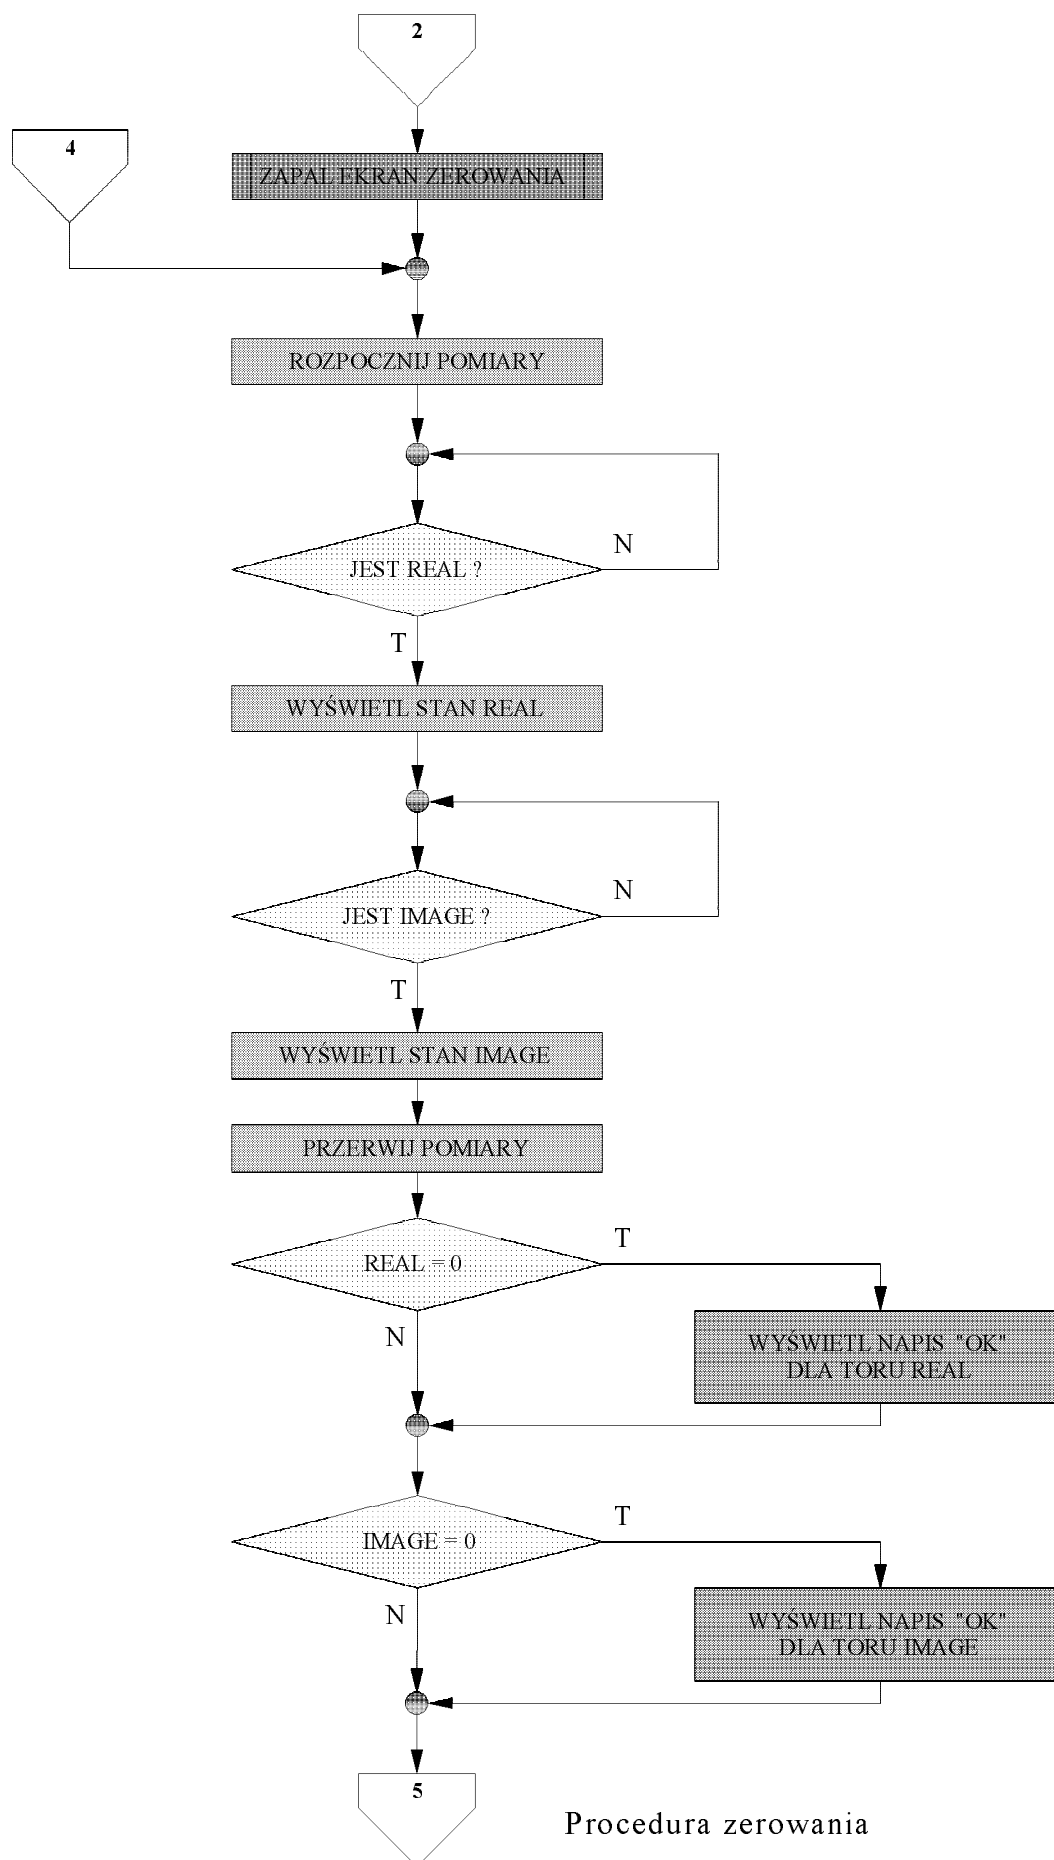 2
4
ZAPAL EKRAN ZEROWANIA
ROZPOCZNIJ POMIARY
JEST REAL ?
N
T
WYŚWIETL STAN REAL
JEST IMAGE ?
N
T
WYŚWIETL STAN IMAGE
PRZERWIJ POMIARY
REAL = 0
T
N
WYŚWIETL NAPIS "OK"
DLA TORU REAL
IMAGE = 0
T
N
WYŚWIETL NAPIS "OK"
DLA TORU IMAGE
5
Procedura zerowania